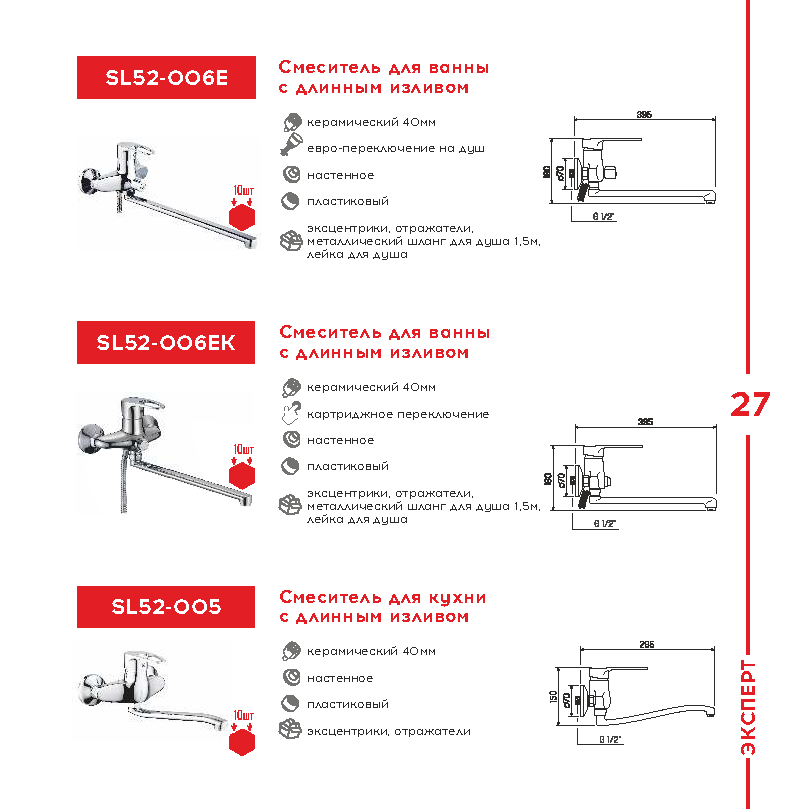 SL52-006E
Смеситель для ванны
с длинным изливом
керамический 40мм
евро-переключение на душ
настенное
пластиковый
эксцентрики, отражатели,
металлический шланг для душа 1,5м,
лейка для душа
10шт
395
180
∅70
G 1/2"
SL52-006EK
Смеситель для ванны
с длинным изливом
керамический 40мм
картриджное переключение
настенное
пластиковый
эксцентрики, отражатели,
металлический шланг для душа 1,5м,
лейка для душа
10шт
395
180
∅70
G 1/2"
27
SL52-005
Смеситель для кухни
с длинным изливом
керамический 40мм
настенное
пластиковый
эксцентрики, отражатели
10шт
295
150
∅70
G 1/2"
ЭКСПЕРТ